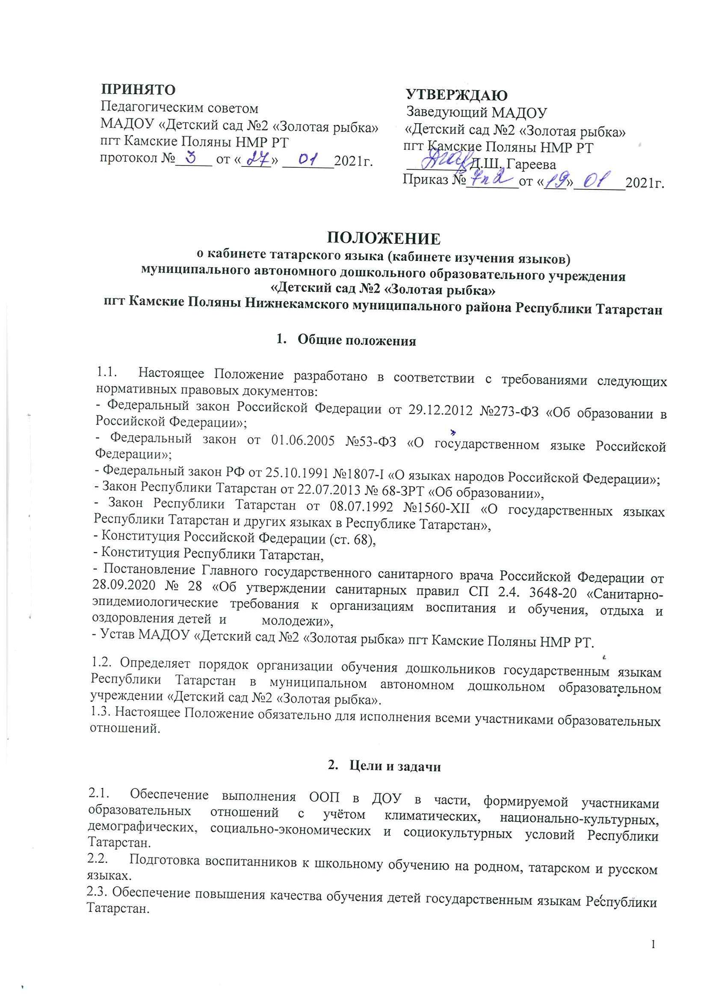 ПРИНЯТО
Педагогическим советом
МАДОУ «Детский сад №2 «Золотая рыбка»
пгт Камские Поляны НМР РТ
протокол № 3 от «27» 01 2021г.
УТВЕРЖДАЮ
Заведующий МАДОУ
«Детский сад №2 «Золотая рыбка»
пгт Камские Поляны НМР РТ
Д.Ш. Гареева
Приказ № от «19» 01 2021г.
ПОЛОЖЕНИЕ
о кабинете татарского языка (кабинете изучения языков)
муниципального автономного дошкольного образовательного учреждения
«Детский сад №2 «Золотая рыбка»
пгт Камские Поляны Нижнекамского муниципального района Республики Татарстан
1. Общие положения
1.1. Настоящее Положение разработано в соответствии с требованиями следующих
нормативных правовых документов:
- Федеральный закон Российской Федерации от 29.12.2012 №273-ФЗ «Об образовании в
Российской Федерации»;
- Федеральный закон от 01.06.2005 №53-ФЗ «О государственном языке Российской
Федерации»;
- Федеральный закон РФ от 25.10.1991 №1807-I «О языках народов Российской Федерации»;
- Закон Республики Татарстан от 22.07.2013 № 68-ЗРТ «Об образовании»,
- Закон Республики Татарстан от 08.07.1992 №1560-XII «О государственных языках
Республики Татарстан и других языках в Республике Татарстан»,
- Конституция Российской Федерации (ст. 68),
- Конституция Республики Татарстан,
- Постановление Главного государственного санитарного врача Российской Федерации от
28.09.2020 № 28 «Об утверждении санитарных правил СП 2.4. 3648-20 «Санитарно-
эпидемиологические требования к организациям воспитания и обучения, отдыха и
оздоровления детей и молодежи»,
- Устав МАДОУ «Детский сад №2 «Золотая рыбка» пгт Камские Поляны НМР РТ.
1.2. Определяет порядок организации обучения дошкольников государственным языкам
Республики Татарстан в муниципальном автономном дошкольном образовательном
учреждении «Детский сад №2 «Золотая рыбка».
1.3. Настоящее Положение обязательно для исполнения всеми участниками образовательных
отношений.
2. Цели и задачи
2.1. Обеспечение выполнения ООП в ДОУ в части, формируемой участниками
образовательных отношений с учётом климатических, национально-культурных,
демографических, социально-экономических и социокультурных условий Республики
Татарстан.
2.2. Подготовка воспитанников к школьному обучению на родном, татарском и русском
языках.
2.3. Обеспечение повышения качества обучения детей государственным языкам Республики
Татарстан.
1